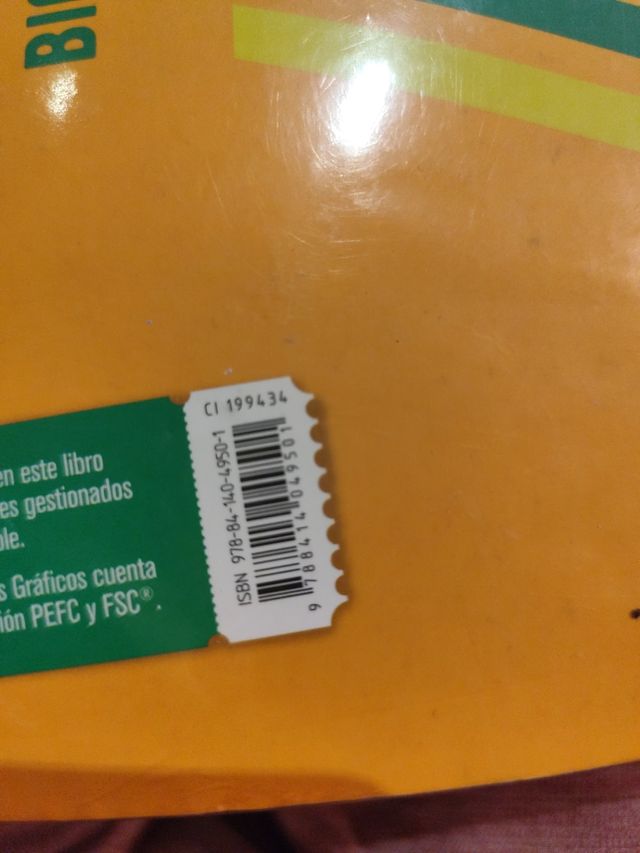 BIO
en este libro
es gestionados
ble.
s Gráficos cuenta
ión PEFC y FSC®.
CI 199434
ISBN 978-84-140-4950-1
9 788414 049501